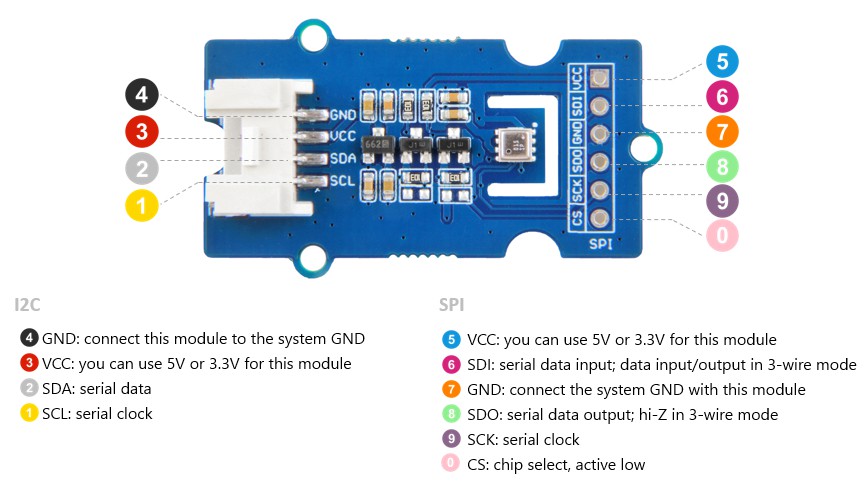 5
4
6
3
7
2
8
1
9
0
GND
VCC
SDA
SCL
662
J1
J1
VCC
SDI
GND
SDO
SCK
CS
SPI
I2C
4 GND: connect this module to the system GND
3 VCC: you can use 5V or 3.3V for this module
2 SDA: serial data
1 SCL: serial clock
SPI
5 VCC: you can use 5V or 3.3V for this module
6 SDI: serial data input; data input/output in 3-wire mode
7 GND: connect the system GND with this module
8 SDO: serial data output; hi-Z in 3-wire mode
9 SCK: serial clock
0 CS: chip select, active low